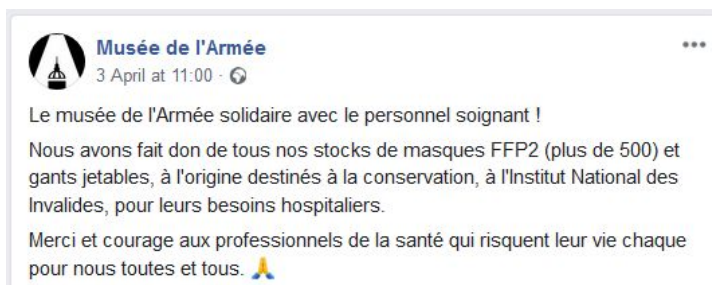 Musée de l'Armée
3 April at 11:00 ·
Le musée de l'Armée solidaire avec le personnel soignant !
Nous avons fait don de tous nos stocks de masques FFP2 (plus de 500) et
gants jetables, à l'origine destinés à la conservation, à l'Institut National des
Invalides, pour leurs besoins hospitaliers.
Merci et courage aux professionnels de la santé qui risquent leur vie chaque
pour nous toutes et tous. 🙏